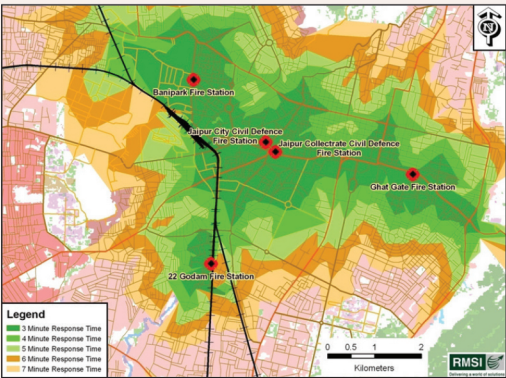 N
Banipark Fire Station
Jaipur City Civil Defence
Fire Station
Jaipur Collectrate Civil Defence
Fire Station
Ghat Gate Fire Station
22 Godam Fire Station
Legend
3 Minute Response Time
4 Minute Response Time
5 Minute Response Time
6 Minute Response Time
7 Minute Response Time
0 0.5 1 2
Kilometers
RMSI
Delivering a world of solutions